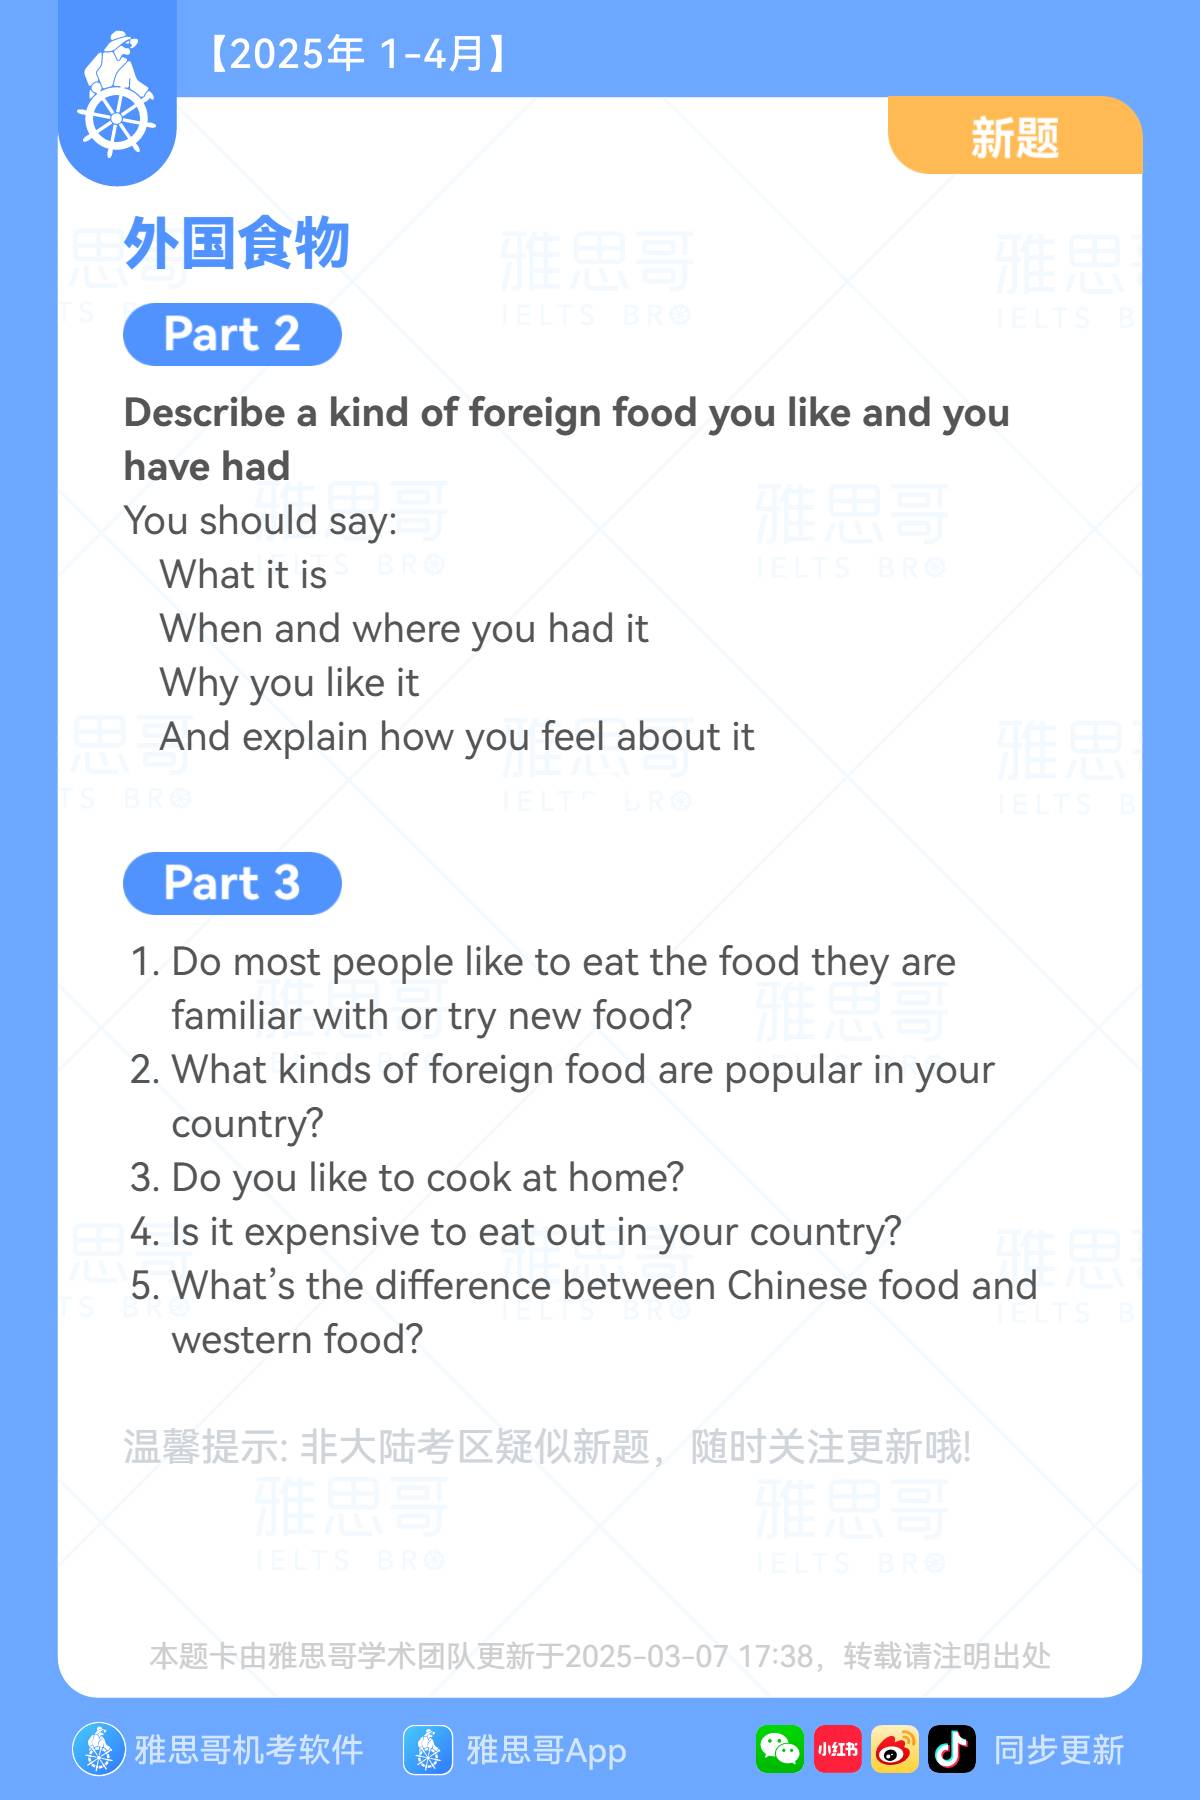 【2025年 1-4月】
新题
外国食物
Part 2
Describe a kind of foreign food you like and you
have had
You should say:
What it is
When and where you had it
Why you like it
And explain how you feel about it
Part 3
1. Do most people like to eat the food they are
familiar with or try new food?
2. What kinds of foreign food are popular in your
country?
3. Do you like to cook at home?
4. Is it expensive to eat out in your country?
5. What's the difference between Chinese food and
western food?
温馨提示: 非大陆考区疑似新题，随时关注更新哦!
雅思哥
IELTS BRO
本题卡由雅思哥学术团队更新于2025-03-07 17:38，转载请注明出处
雅思哥机考软件 雅思哥App 小红书 同步更新